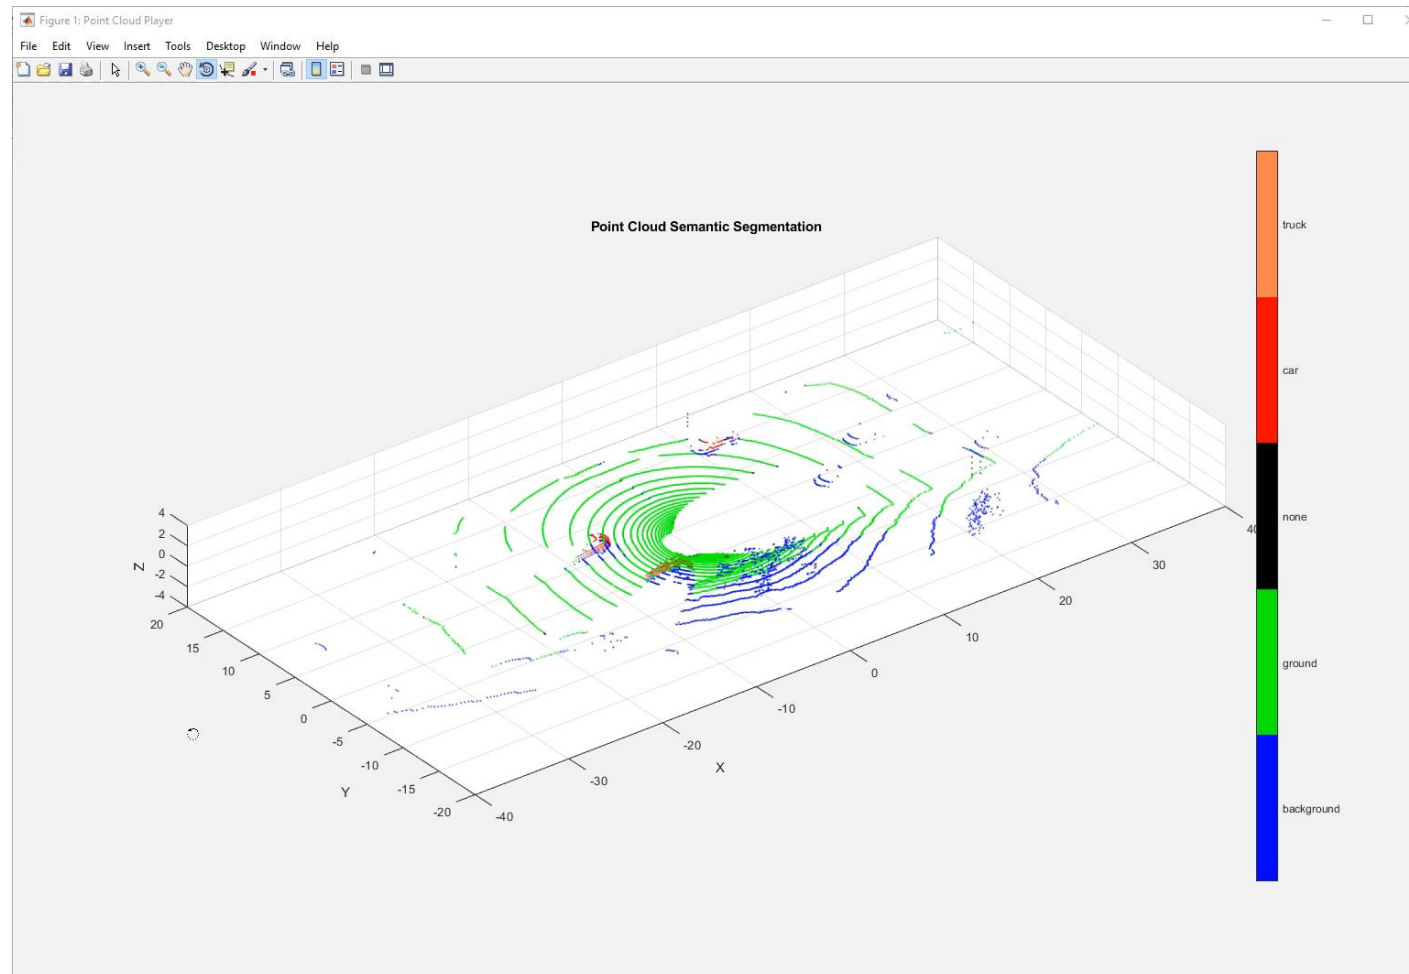 Figure 1: Point Cloud Player
File Edit View Insert Tools Desktop Window Help
Point Cloud Semantic Segmentation
truck
car
none
ground
background
4
2
0
-2
-4
Z
20
15
10
5
0
-5
-10
-15
-20
Y
-40
-30
-20
-10
0
10
20
30
40
X